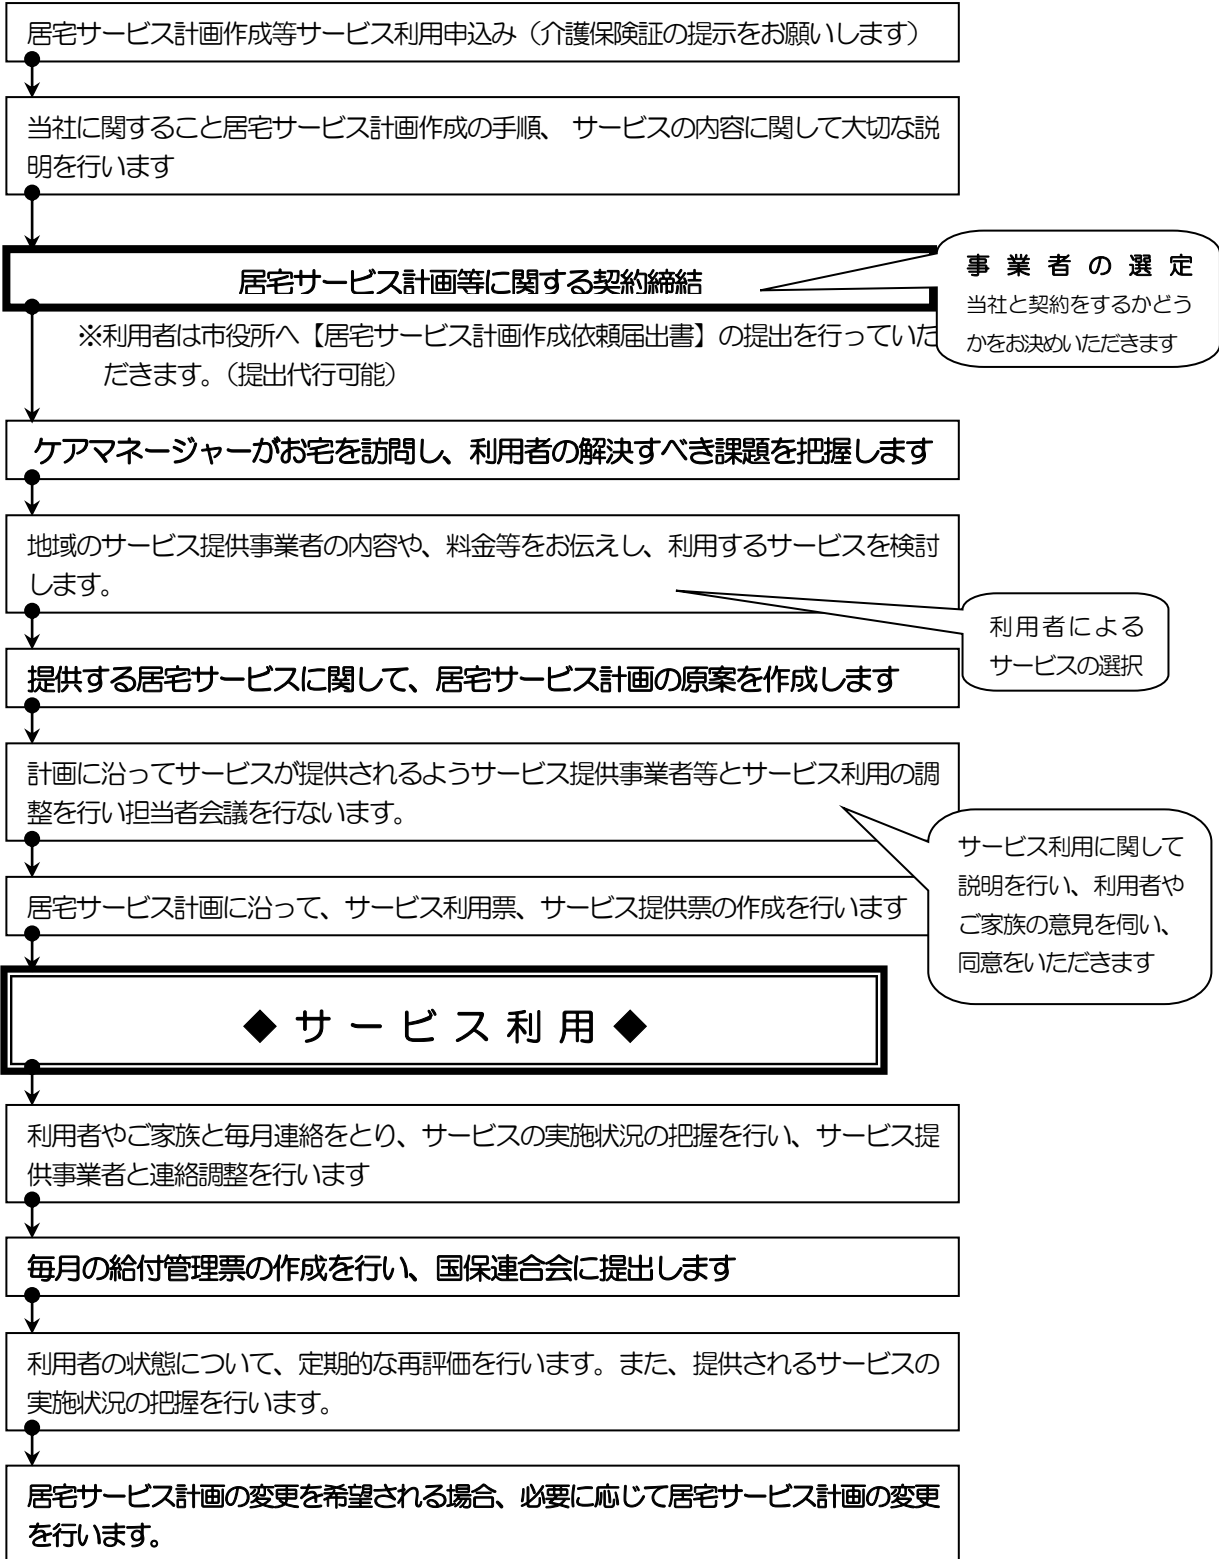 居宅サービス計画作成等サービス利用申込み（介護保険証の提示をお願いします）
当社に関すること居宅サービス計画作成の手順、 サービスの内容に関して大切な説
明を行います
居宅サービス計画等に関する契約締結
事業者の選定
当社と契約をするかどう
かをお決めいただきます
※利用者は市役所へ【居宅サービス計画作成依頼届出書】の提出を行っていた
だきます。（提出代行可能）
ケアマネージャーがお宅を訪問し、利用者の解決すべき課題を把握します
地域のサービス提供事業者の内容や、料金等をお伝えし、利用するサービスを検討
します。
利用者による
サービスの選択
提供する居宅サービスに関して、居宅サービス計画の原案を作成します
計画に沿ってサービスが提供されるようサービス提供事業者等とサービス利用の調
整を行い担当者会議を行ないます。
サービス利用に関して
説明を行い、利用者や
ご家族の意見を伺い、
同意をいただきます
居宅サービス計画に沿って、サービス利用票、サービス提供票の作成を行います
◆サービス利用◆
利用者やご家族と毎月連絡をとり、サービスの実施状況の把握を行い、サービス提
供事業者と連絡調整を行います
毎月の給付管理票の作成を行い、国保連合会に提出します
利用者の状態について、定期的な再評価を行います。また、提供されるサービスの
実施状況の把握を行います。
居宅サービス計画の変更を希望される場合、必要に応じて居宅サービス計画の変更
を行います。